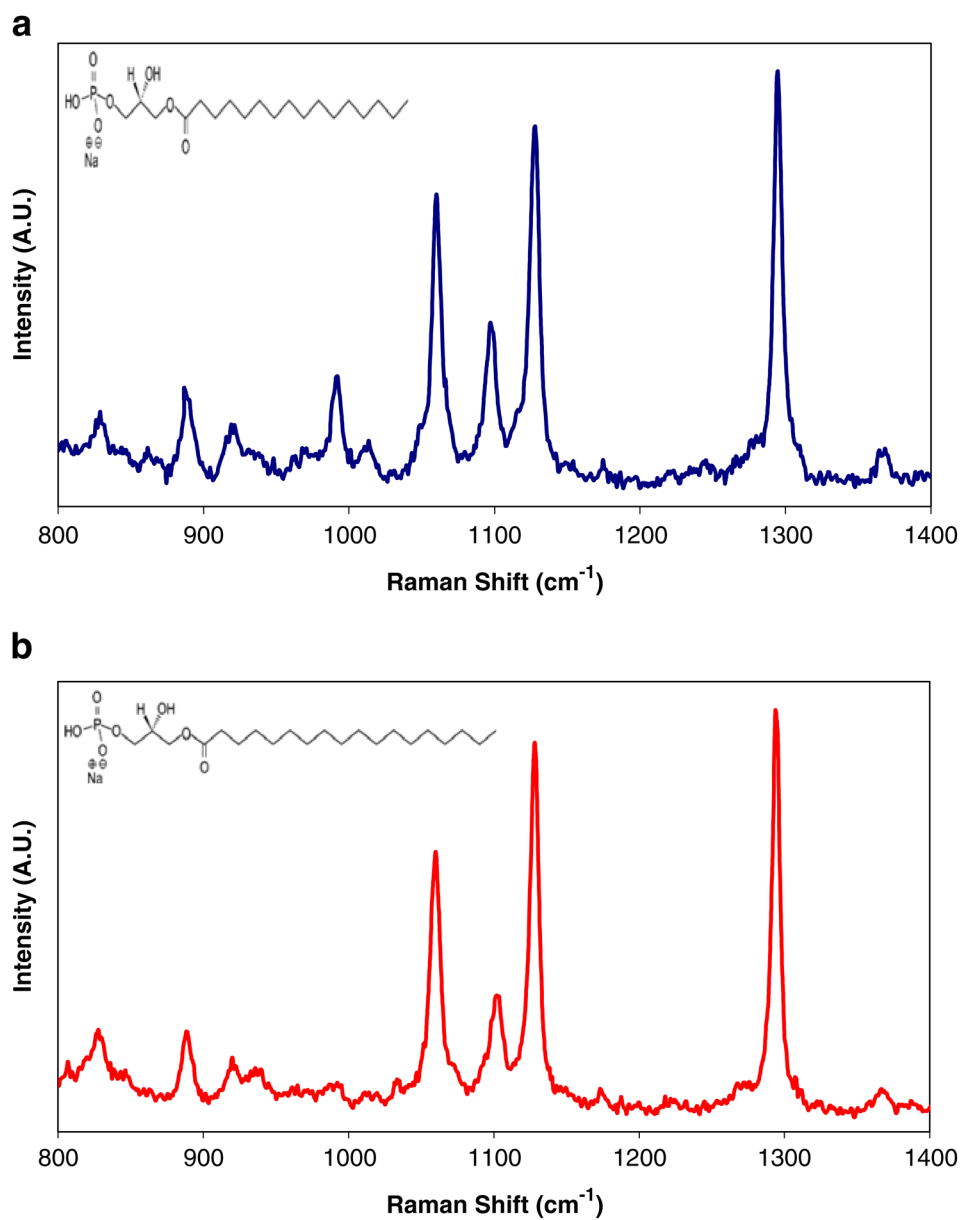 a
O
H OH
HO P O O
O O
⊕⊖
Na
Intensity (A.U.)
800 900 1000 1100 1200 1300 1400
Raman Shift (cm⁻¹)
b
O
H OH
HO P O O
O O
⊕⊖
Na
Intensity (A.U.)
800 900 1000 1100 1200 1300 1400
Raman Shift (cm⁻¹)